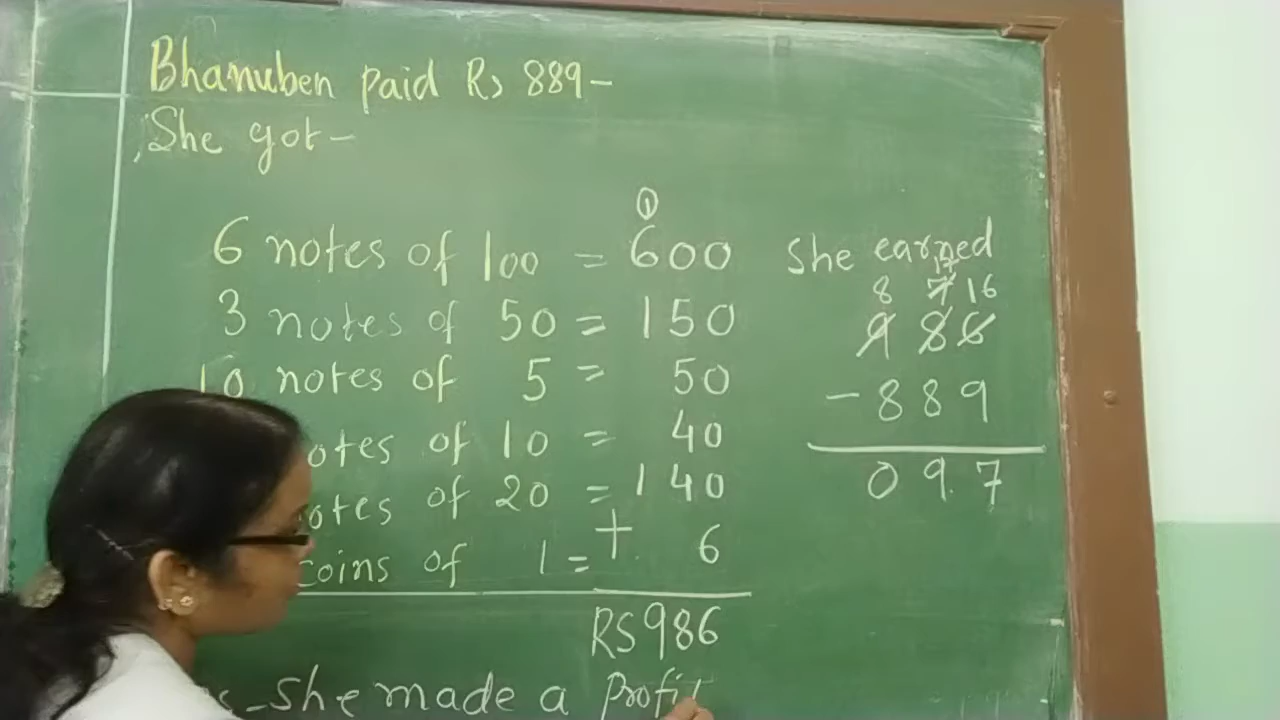 Bhanuben paid Rs 889-
She got-
1
6 notes of 100 = 600
3 notes of 50 = 150
10 notes of 5 = 50
otes of 10 = 40
otes of 20 = 140
coins of 1 = + 6
RS 986
She made a Profit
She earned
17
8 7 16
9 8 6
- 8 8 9
0 9 7